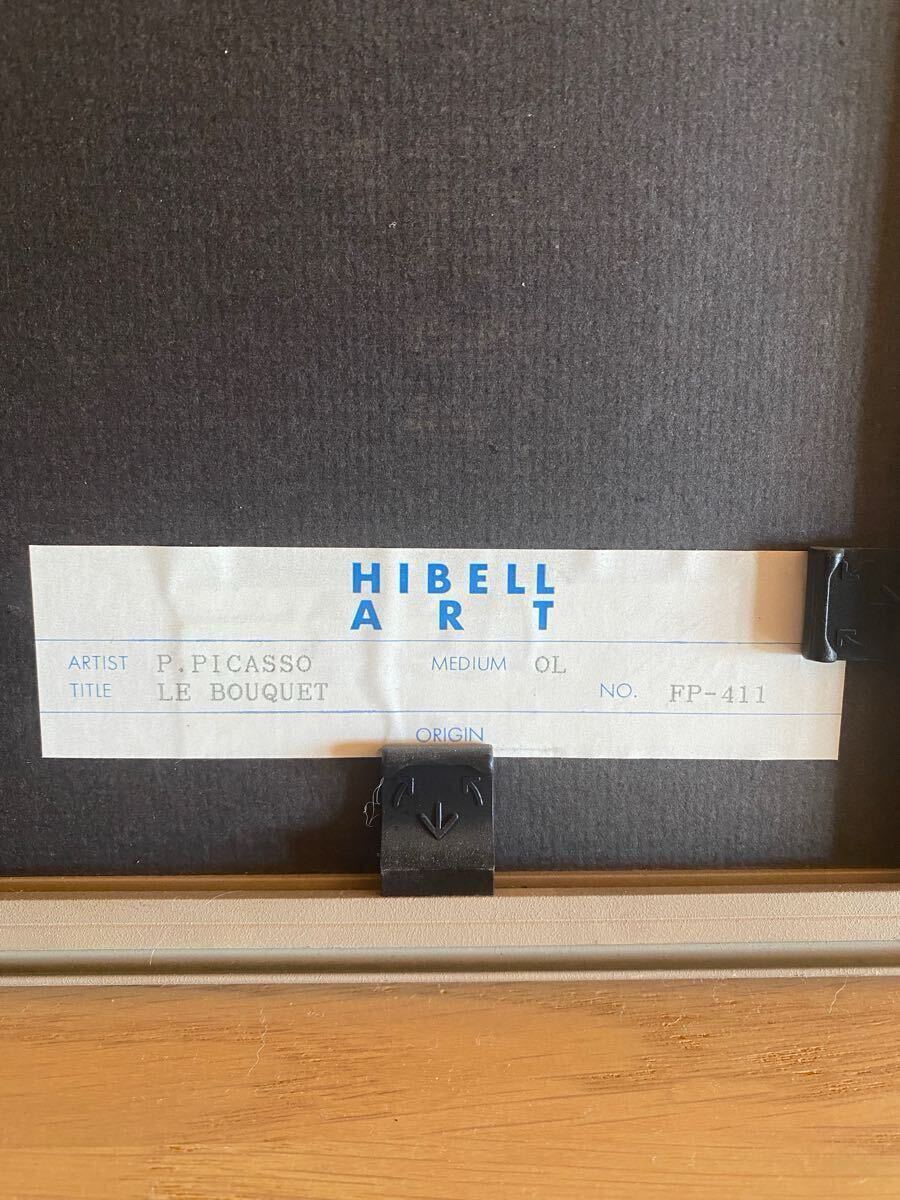 HIBELL
ART
ARTIST P.PICASSO MEDIUM OL
TITLE LE BOUQUET NO. FP-411
ORIGIN